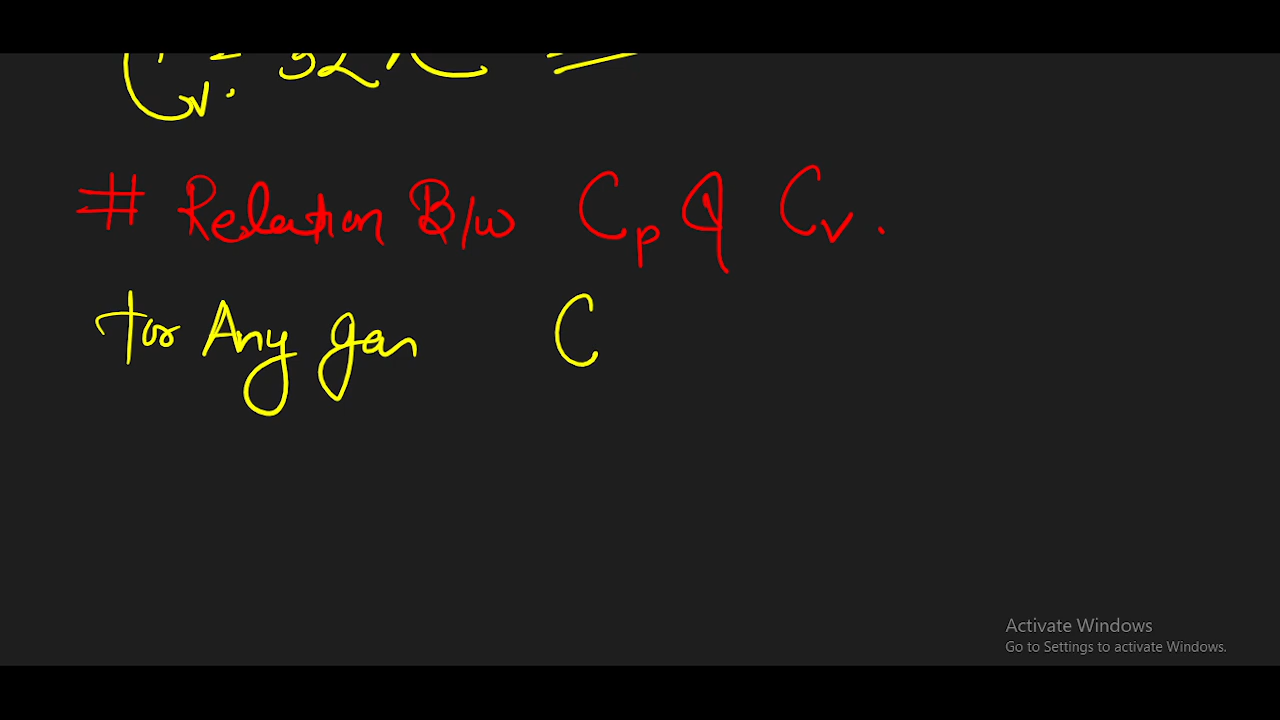 # Relation B/w Cp & Cv.
for Any gas C
Activate Windows
Go to Settings to activate Windows.